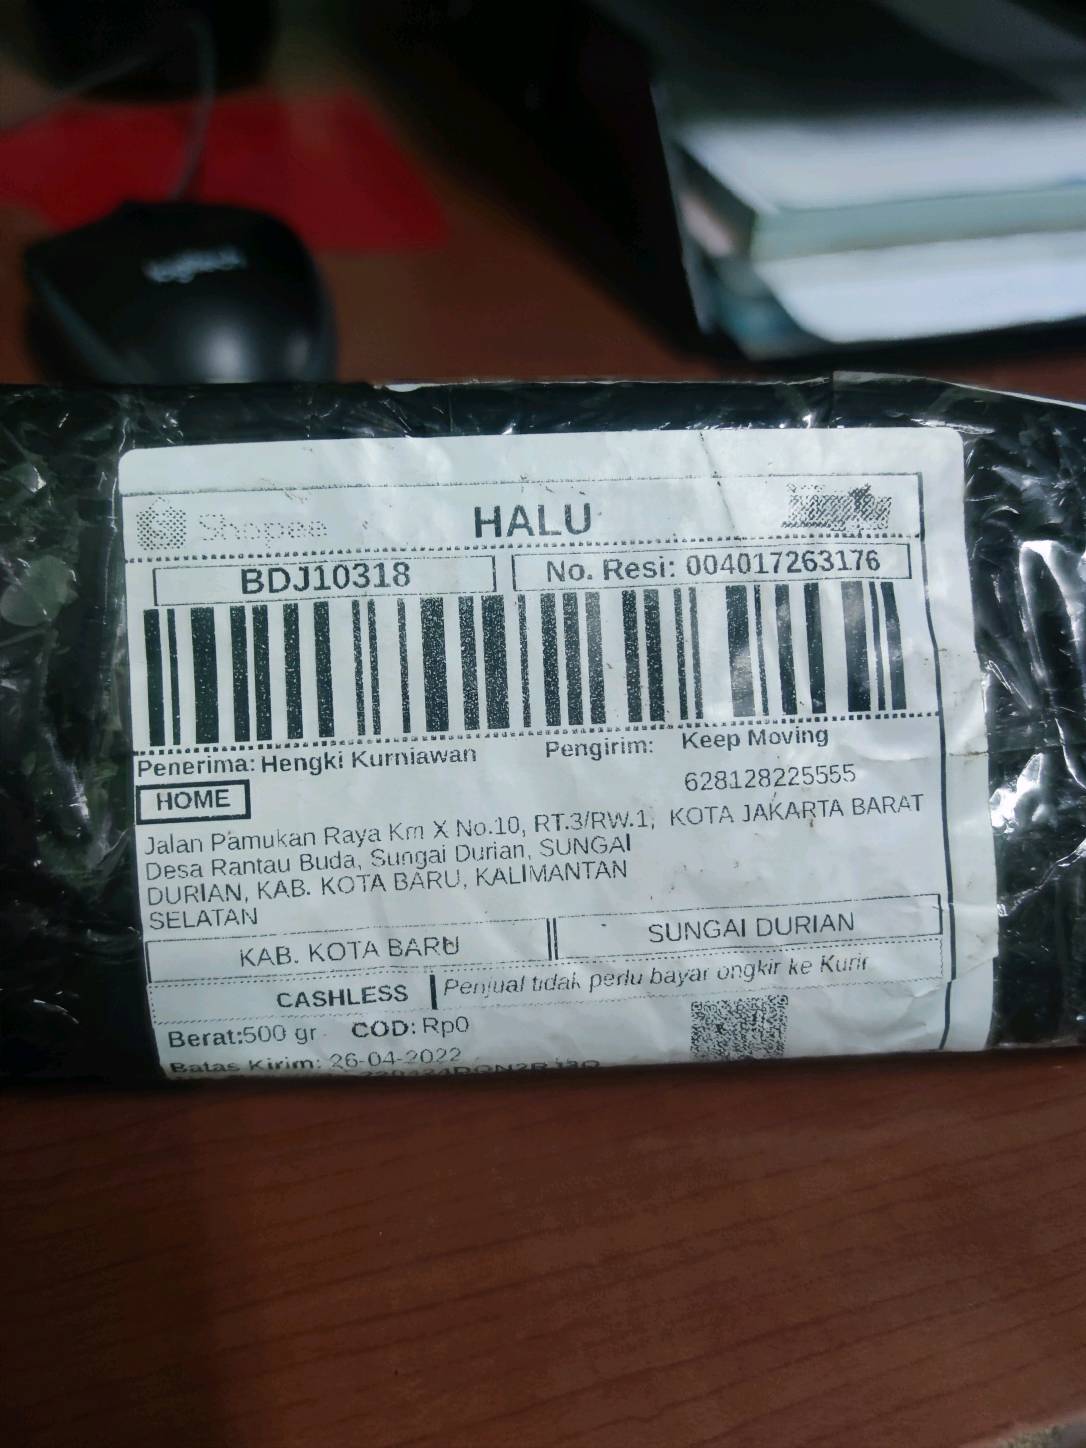 logitech
Shopee
HALU
BDJ10318
No. Resi: 004017263176
Penerima: Hengki Kurniawan
Pengirim: Keep Moving
628128225555
KOTA JAKARTA BARAT
HOME
Jalan Pamukan Raya Km X No.10, RT.3/RW.1,
Desa Rantau Buda, Sungai Durian, SUNGAI
DURIAN, KAB. KOTA BARU, KALIMANTAN
SELATAN
KAB. KOTA BARU
SUNGAI DURIAN
CASHLESS
Penjual tidak perlu bayar ongkir ke Kurir
Berat:500 gr COD: Rp0
Batas Kirim: 26-04-2022